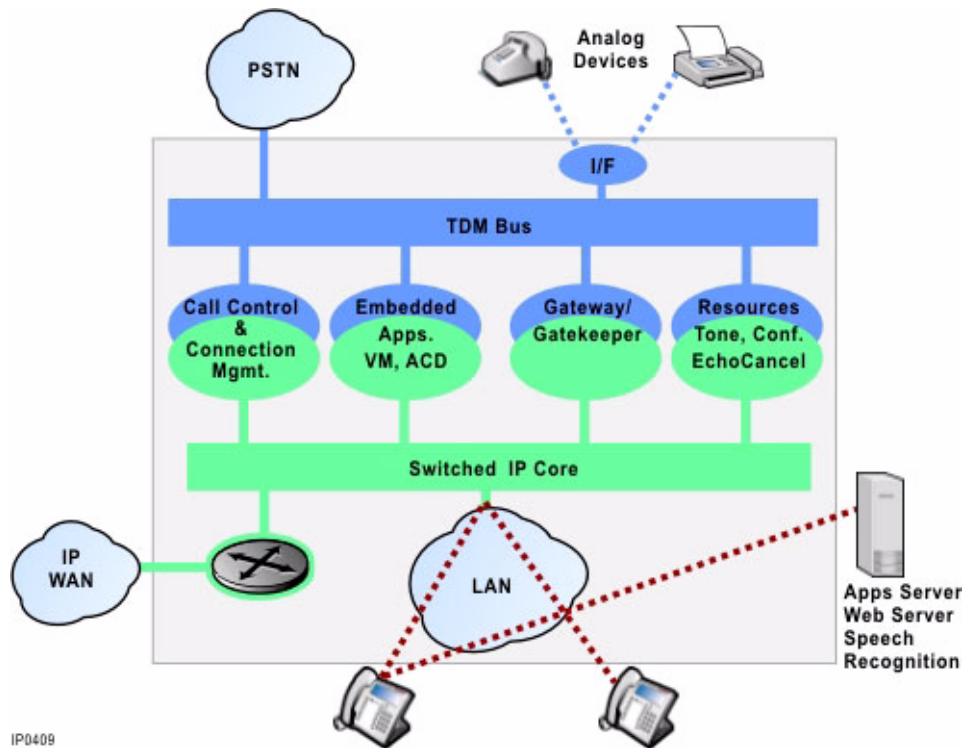 PSTN
Analog
Devices
I/F
TDM Bus
Call Control
&
Connection
Mgmt.
Embedded
Apps.
VM, ACD
Gateway/
Gatekeeper
Resources
Tone, Conf.
EchoCancel
Switched IP Core
IP
WAN
LAN
Apps Server
Web Server
Speech
Recognition
IP0409